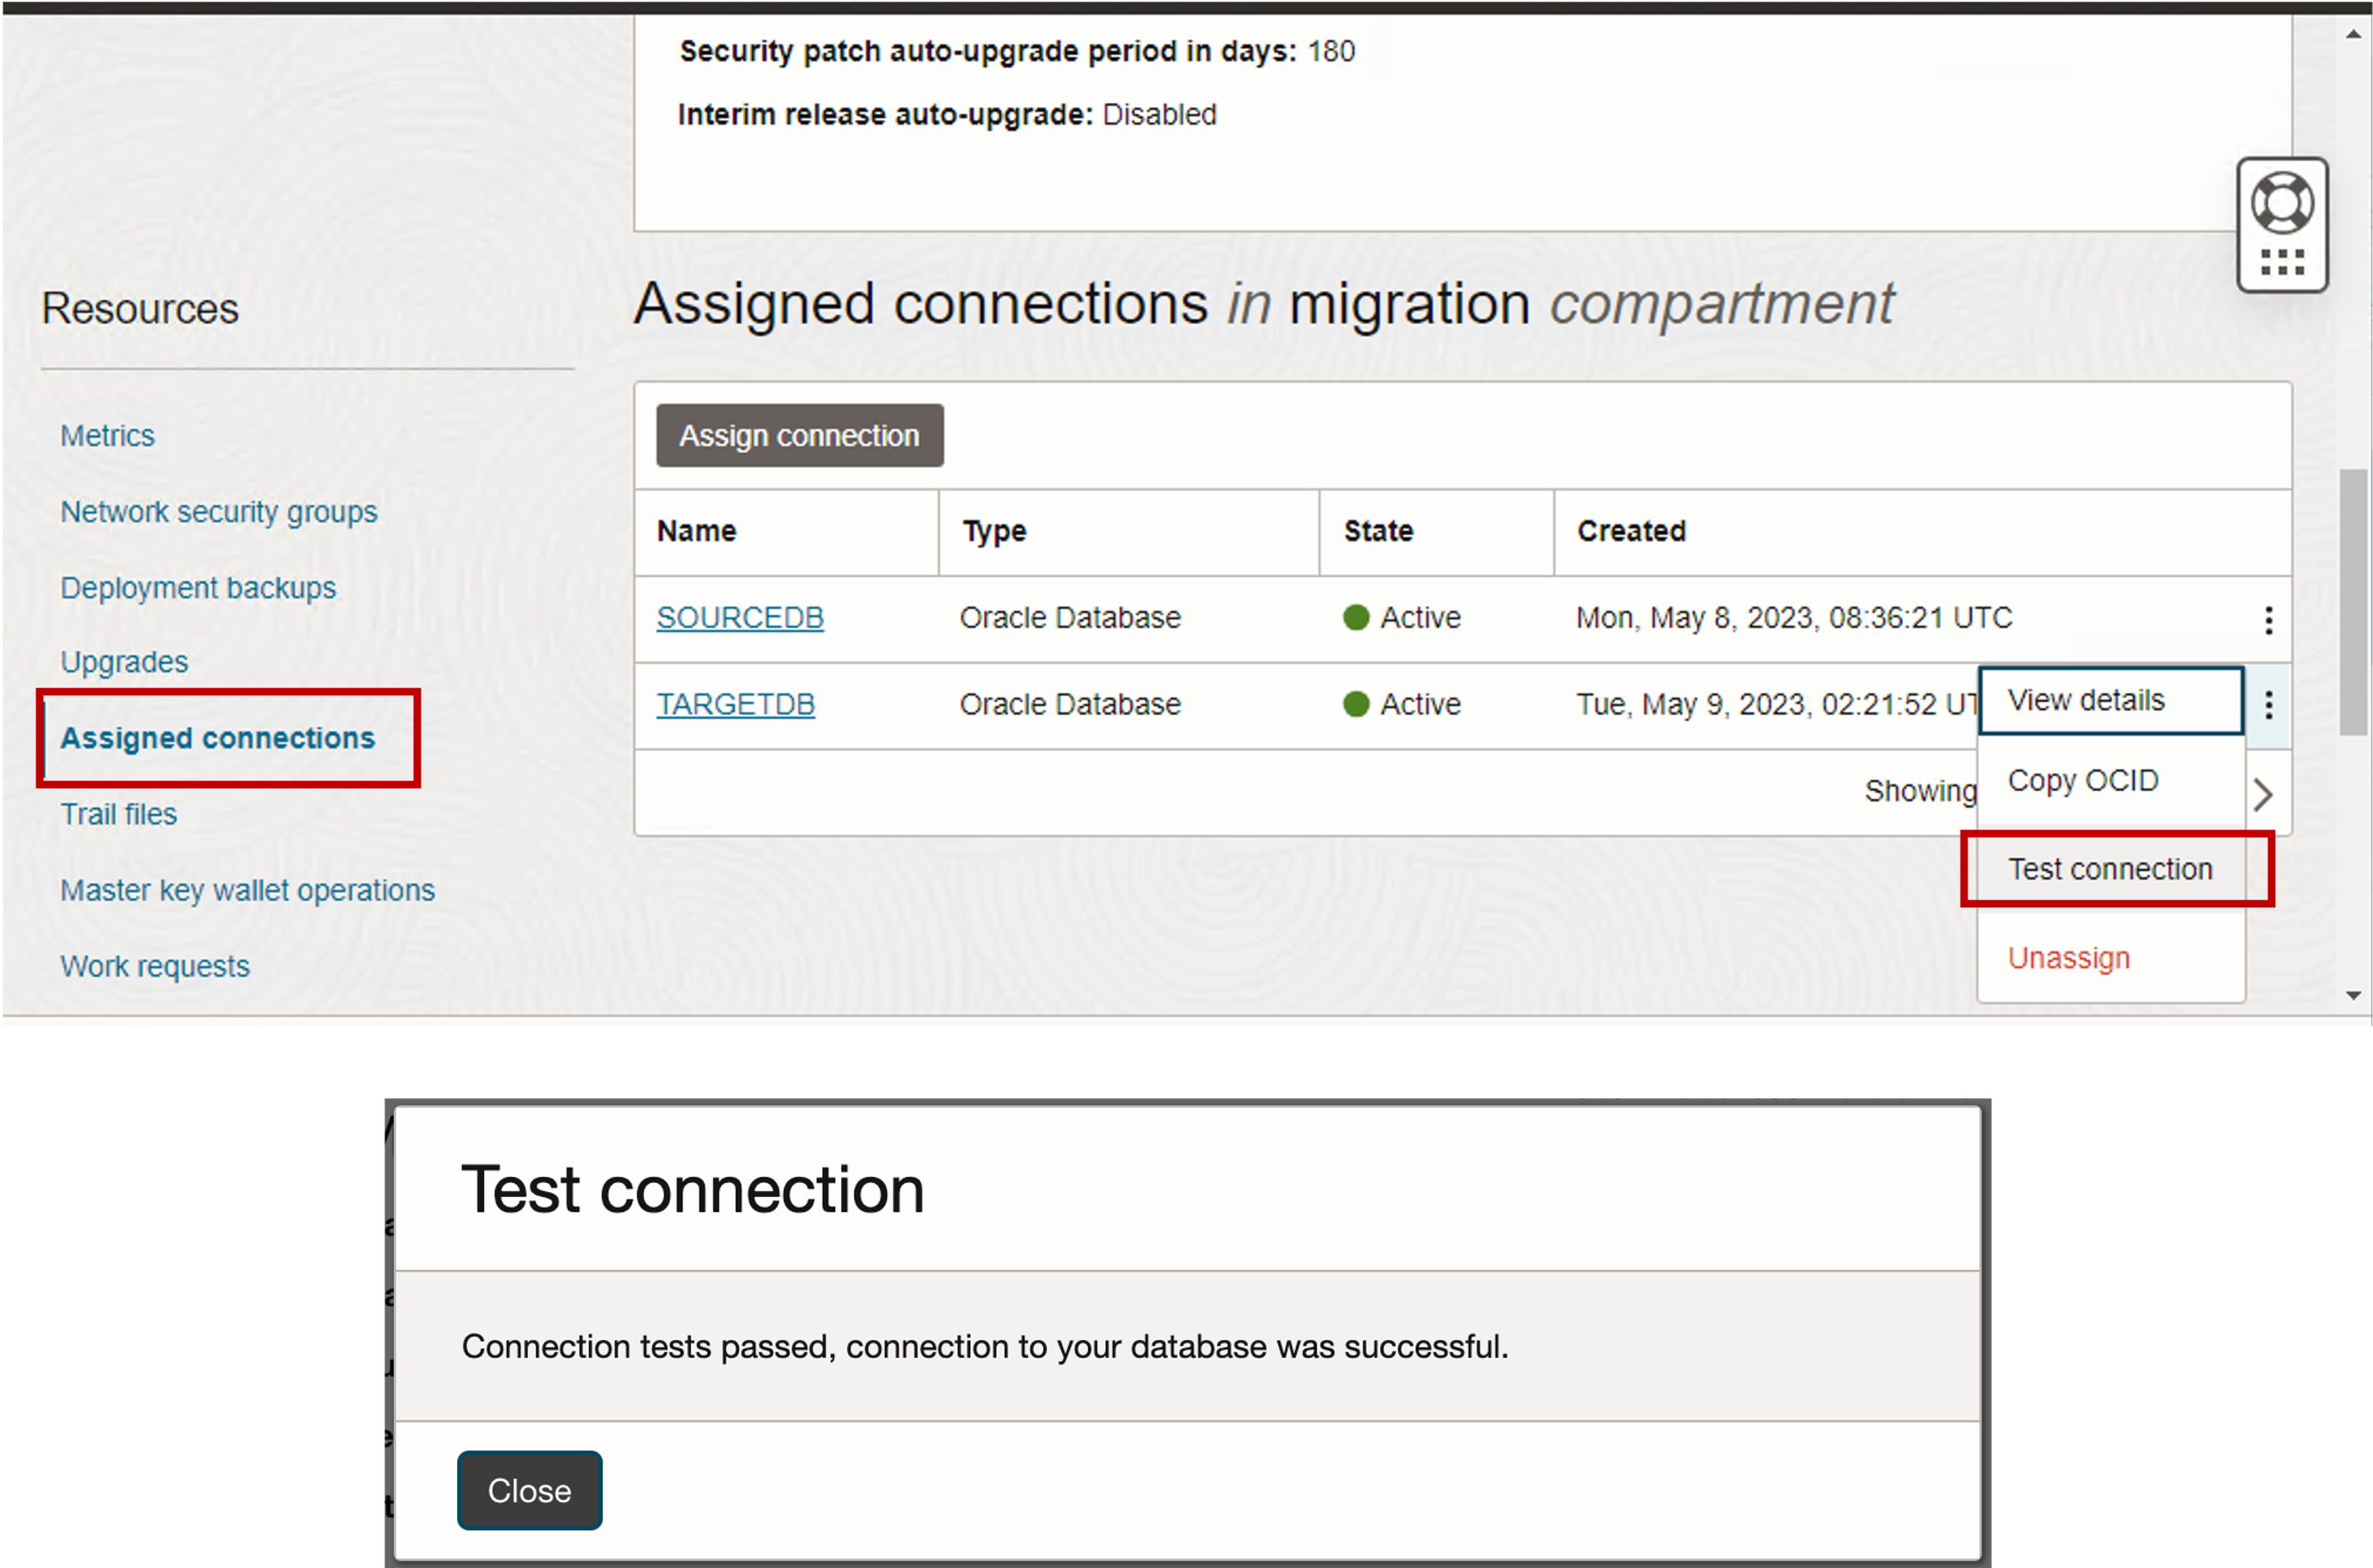 Security patch auto-upgrade period in days: 180
Interim release auto-upgrade: Disabled
Resources
Metrics
Network security groups
Deployment backups
Upgrades
Assigned connections
Trail files
Master key wallet operations
Work requests
Assigned connections in migration compartment
Assign connection
Name Type State Created
SOURCEDB Oracle Database Active Mon, May 8, 2023, 08:36:21 UTC
TARGETDB Oracle Database Active Tue, May 9, 2023, 02:21:52 UT
Showing
View details
Copy OCID
Test connection
Unassign
Test connection
Connection tests passed, connection to your database was successful.
Close